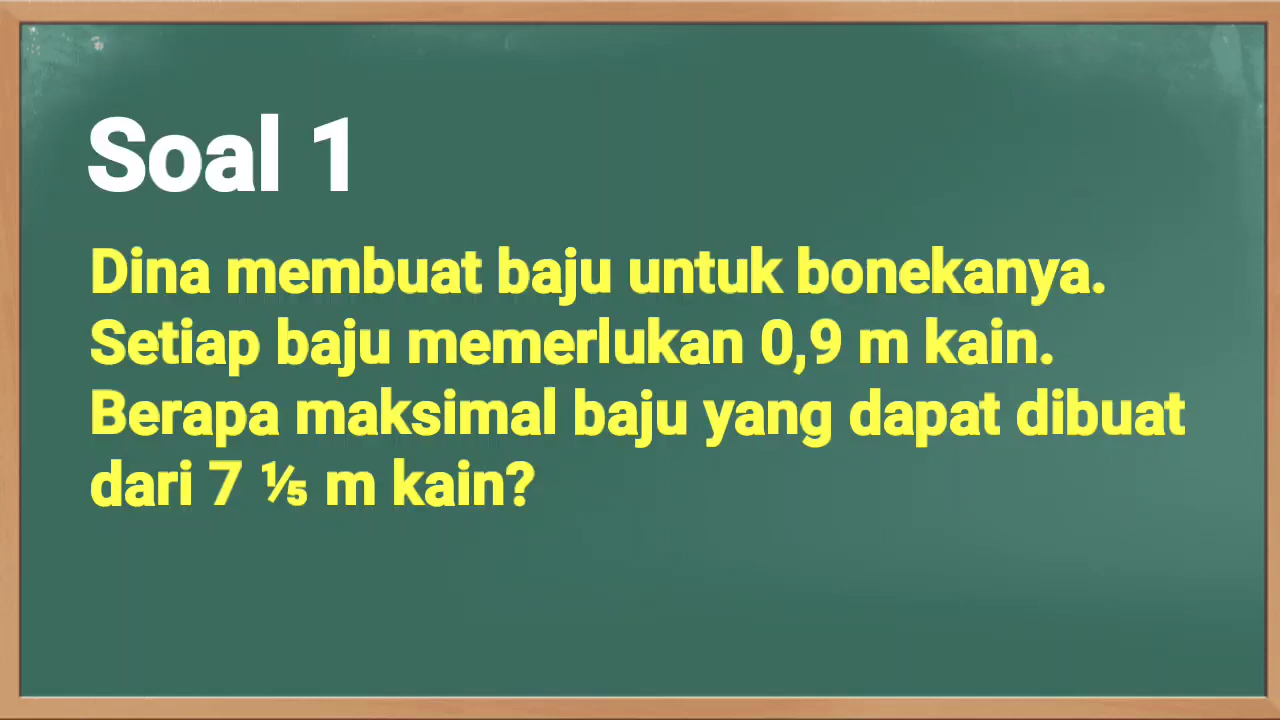 Soal 1
Dina membuat baju untuk bonekanya.
Setiap baju memerlukan 0,9 m kain.
Berapa maksimal baju yang dapat dibuat
dari 7 ⅕ m kain?